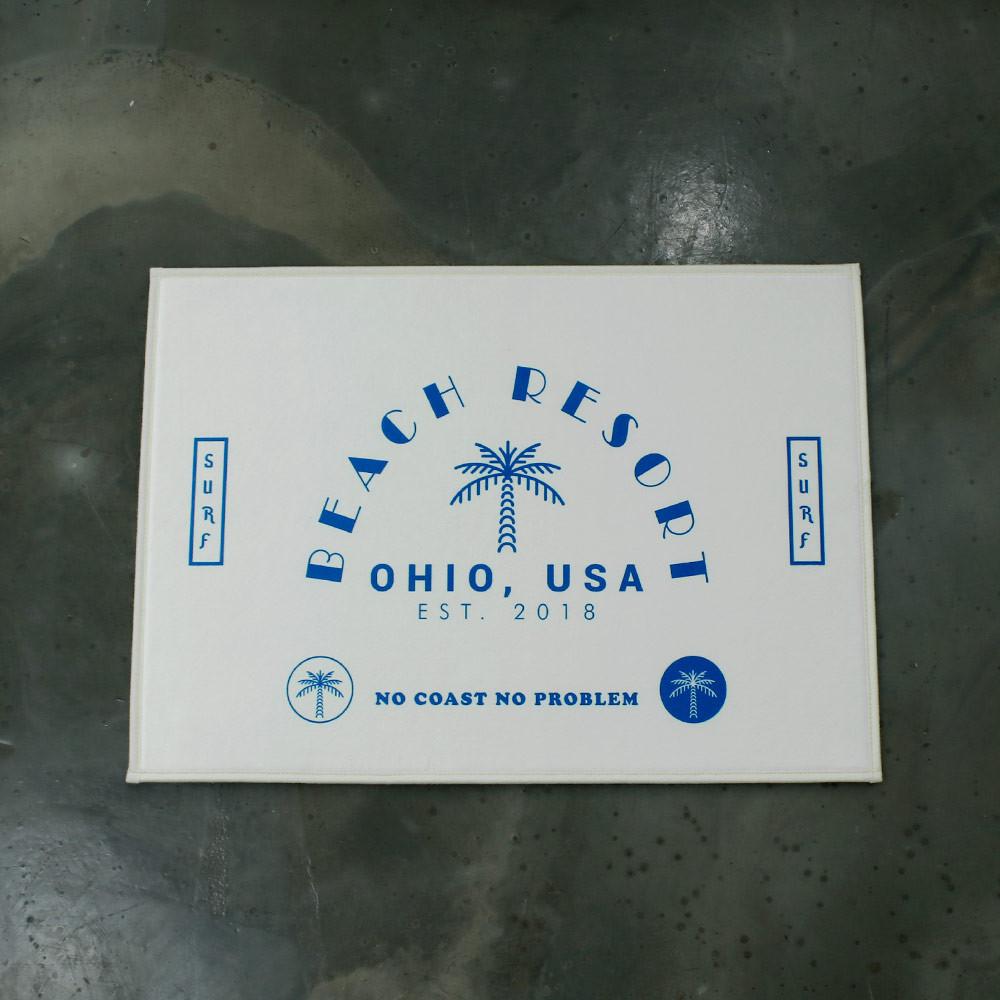 BEACH RESORT
SURF
SURF
OHIO, USA
EST. 2018
NO COAST NO PROBLEM